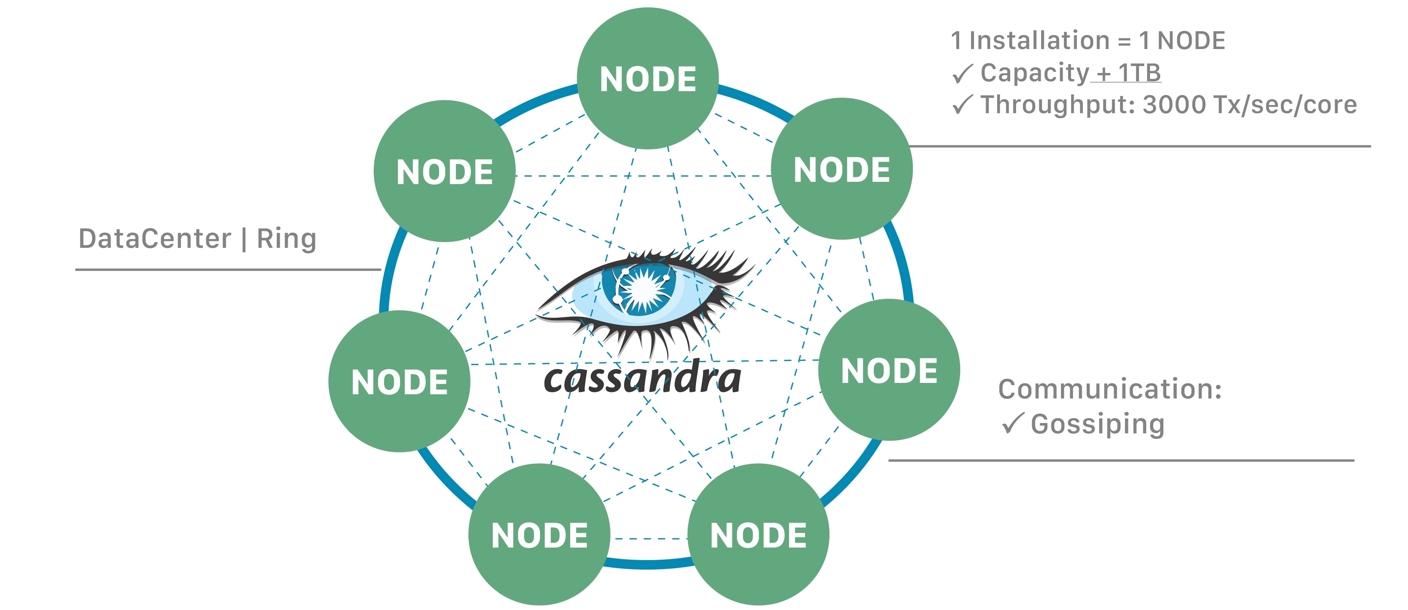 NODE
1 Installation = 1 NODE
✓ Capacity + 1TB
✓ Throughput: 3000 Tx/sec/core
NODE
NODE
DataCenter | Ring
cassandra
NODE
NODE
Communication:
✓ Gossiping
NODE
NODE